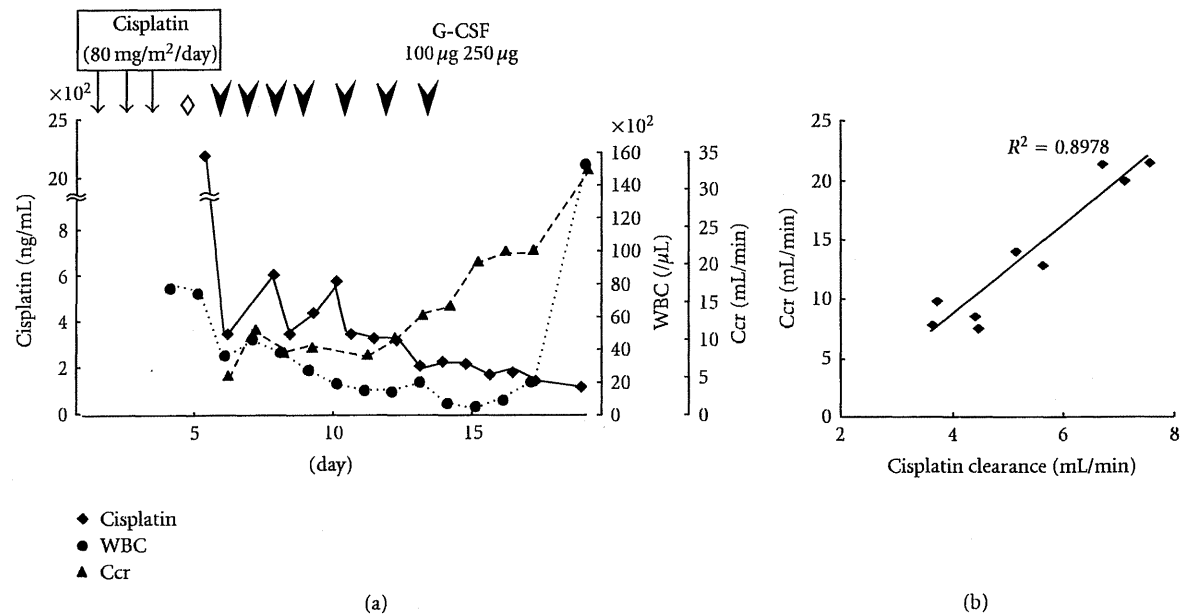 Cisplatin
(80 mg/m²/day)
G-CSF
100 μg 250 μg
×10²
25
20
8
6
4
2
0
Cisplatin (ng/mL)
5
10
15
(day)
×10²
160
140
120
100
80
60
40
20
0
WBC (/μL)
35
30
25
20
15
10
5
0
Ccr (mL/min)
Cisplatin
WBC
Ccr
(a)
R² = 0.8978
25
20
15
10
5
0
Ccr (mL/min)
2
4
6
8
Cisplatin clearance (mL/min)
(b)